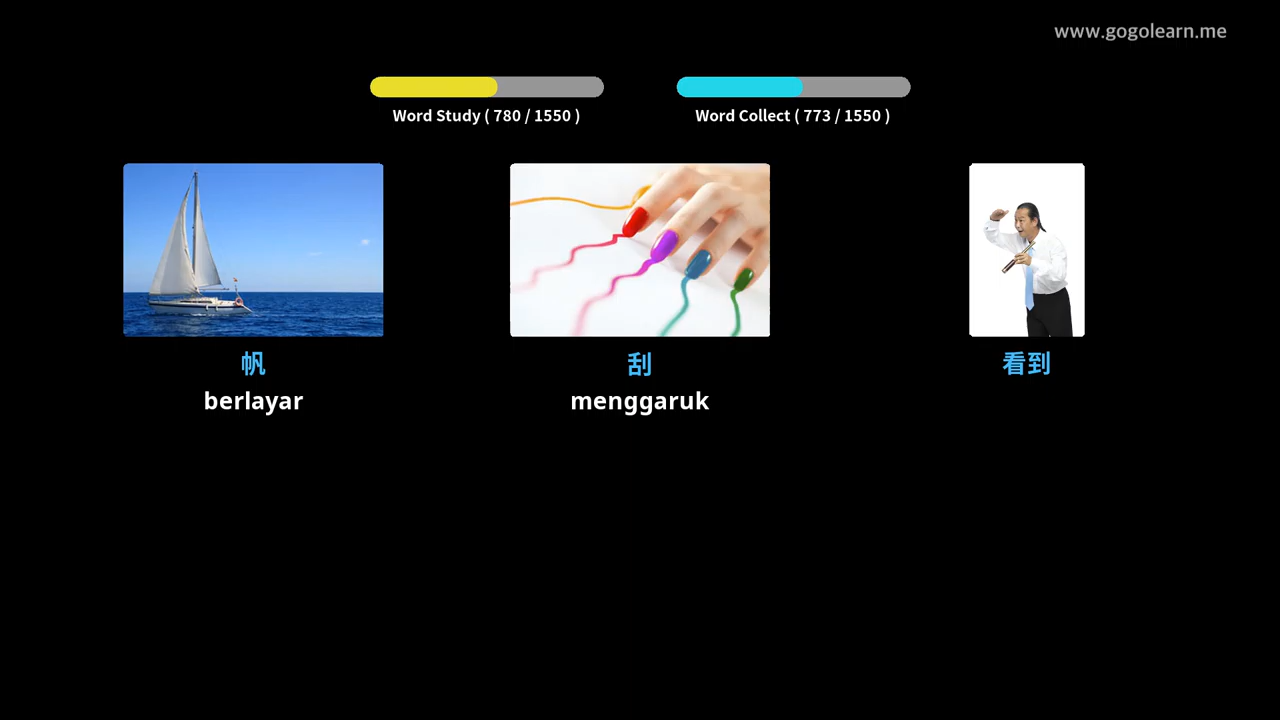 www.gogolearn.me
Word Study ( 780 / 1550 )
Word Collect ( 773 / 1550 )
帆
berlayar
刮
menggaruk
看到